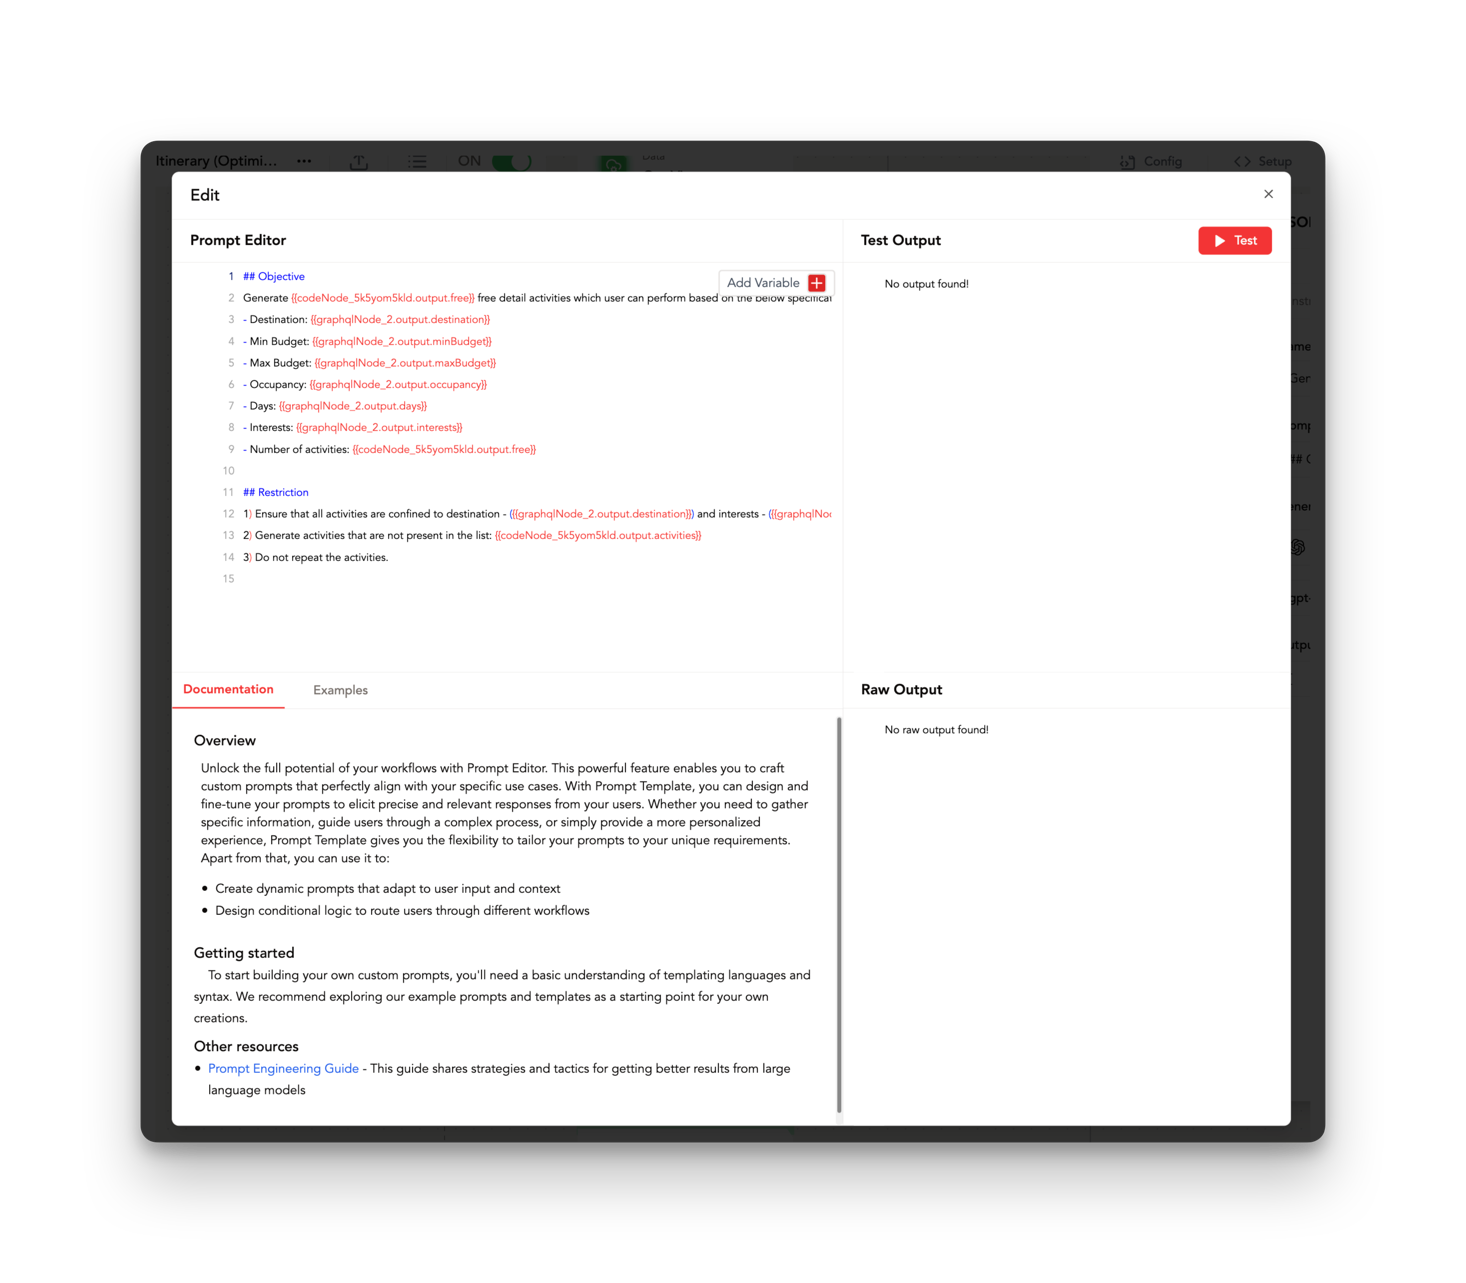 Itinerary (Optimi...
ON
Config
Setup
Edit
Prompt Editor
Test Output
Test
Add Variable
No output found!
1 ## Objective
2 Generate {{codeNode_5k5yom5kld.output.free}} free detail activities which user can perform based on the below specificat
3 - Destination: {{graphqlNode_2.output.destination}}
4 - Min Budget: {{graphqlNode_2.output.minBudget}}
5 - Max Budget: {{graphqlNode_2.output.maxBudget}}
6 - Occupancy: {{graphqlNode_2.output.occupancy}}
7 - Days: {{graphqlNode_2.output.days}}
8 - Interests: {{graphqlNode_2.output.interests}}
9 - Number of activities: {{codeNode_5k5yom5kld.output.free}}
10
11 ## Restriction
12 1) Ensure that all activities are confined to destination - ({{graphqlNode_2.output.destination}}) and interests - ({{graphqlNo
13 2) Generate activities that are not present in the list: {{codeNode_5k5yom5kld.output.activities}}
14 3) Do not repeat the activities.
15
Documentation
Examples
Raw Output
No raw output found!
Overview
Unlock the full potential of your workflows with Prompt Editor. This powerful feature enables you to craft
custom prompts that perfectly align with your specific use cases. With Prompt Template, you can design and
fine-tune your prompts to elicit precise and relevant responses from your users. Whether you need to gather
specific information, guide users through a complex process, or simply provide a more personalized
experience, Prompt Template gives you the flexibility to tailor your prompts to your unique requirements.
Apart from that, you can use it to:
• Create dynamic prompts that adapt to user input and context
• Design conditional logic to route users through different workflows
Getting started
To start building your own custom prompts, you'll need a basic understanding of templating languages and
syntax. We recommend exploring our example prompts and templates as a starting point for your own
creations.
Other resources
• Prompt Engineering Guide - This guide shares strategies and tactics for getting better results from large
language models